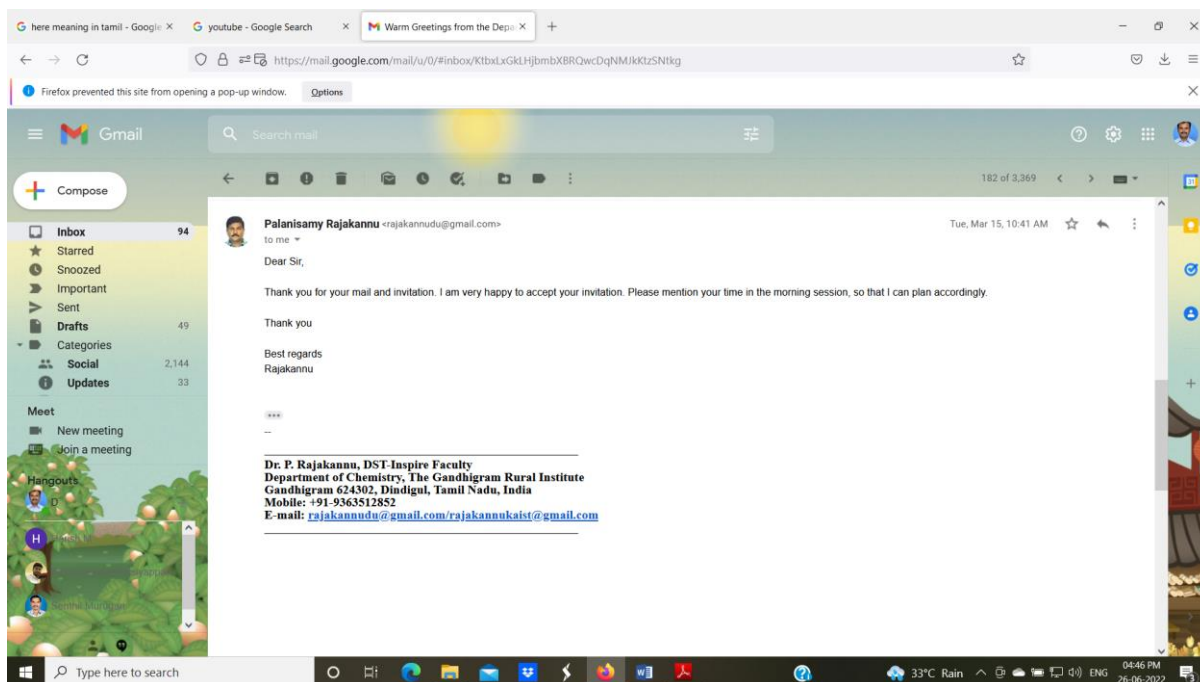 here meaning in tamil - Google
youtube - Google Search
Warm Greetings from the Depa
https://mail.google.com/mail/u/0/#inbox/KtbxLxGkLHjbmbXBRQwcDqNMJkKtzSNtkg
Firefox prevented this site from opening a pop-up window. Options
Gmail
Search mail
Compose
182 of 3,369
Inbox 94
Starred
Snoozed
Important
Sent
Drafts 49
Categories
Social 2,144
Updates 33
Meet
New meeting
Join a meeting
Hangouts
D
H
Senthil Murugan
Palanisamy Rajakannu <rajakannudu@gmail.com>
Tue, Mar 15, 10:41 AM
to me
Dear Sir,
Thank you for your mail and invitation. I am very happy to accept your invitation. Please mention your time in the morning session, so that I can plan accordingly.
Thank you
Best regards
Rajakannu
--
Dr. P. Rajakannu, DST-Inspire Faculty
Department of Chemistry, The Gandhigram Rural Institute
Gandhigram 624302, Dindigul, Tamil Nadu, India
Mobile: +91-9363512852
E-mail: rajakannudu@gmail.com/rajakannukaist@gmail.com
31
Type here to search
33°C Rain
ENG
04:46 PM
26-06-2022
3